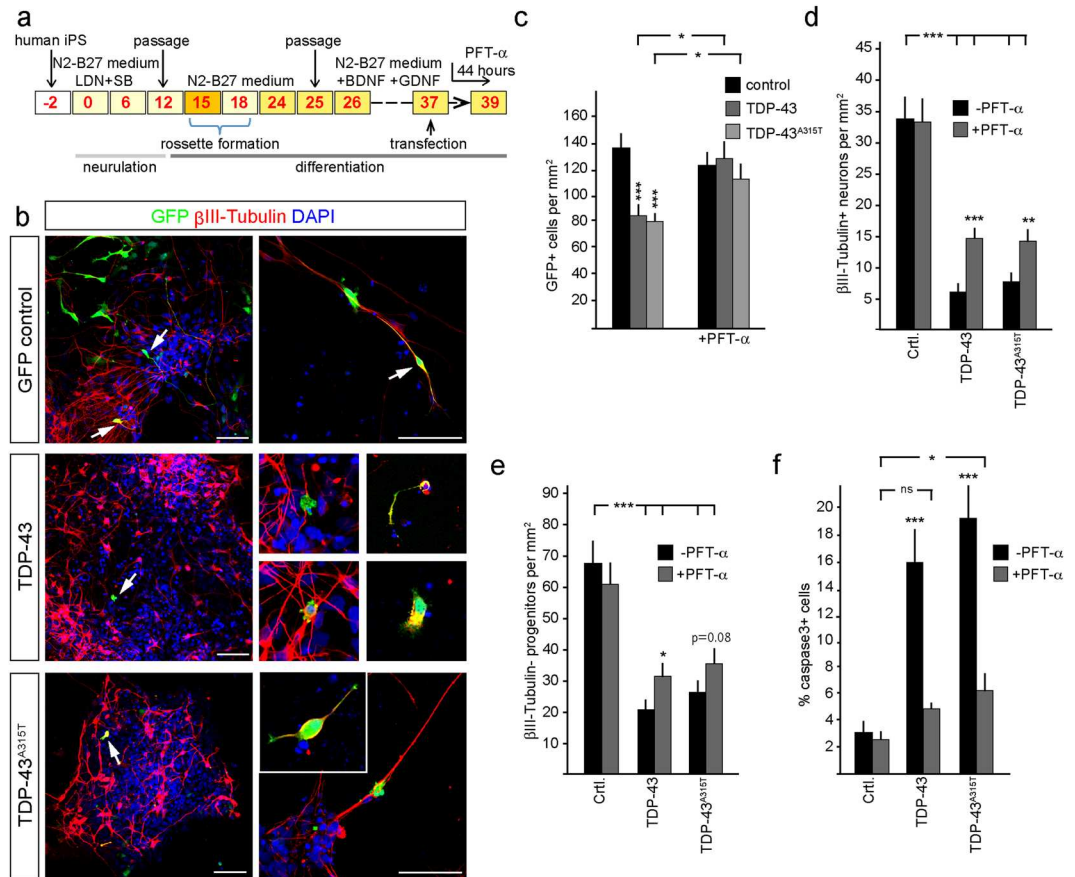 a
human iPS
passage
passage
PFT-α
44 hours
N2-B27 medium
LDN+SB
N2-B27 medium
N2-B27 medium
+BDNF +GDNF
-2 0 6 12 15 18 24 25 26 37 39
rossette formation
transfection
neurulation
differentiation
b
GFP βIII-Tubulin DAPI
GFP control
TDP-43
TDP-43A315T
c
*
*
control
TDP-43
TDP-43A315T
GFP+ cells per mm2
160
140
120
100
80
60
40
20
120
140
160
***
***
+PFT-α
d
***
βIII-Tubulin+ neurons per mm2
40
35
30
25
20
15
10
5
-PFT-α
+PFT-α
***
**
Crtl.
TDP-43
TDP-43A315T
e
***
βIII-Tubulin- progenitors per mm2
90
80
70
60
50
40
30
20
10
-PFT-α
+PFT-α
*
p=0.08
Crtl.
TDP-43
TDP-43A315T
f
*
ns
***
***
% caspase3+ cells
20
18
16
14
12
10
8
6
4
2
-PFT-α
+PFT-α
Crtl.
TDP-43
TDP-43A315T